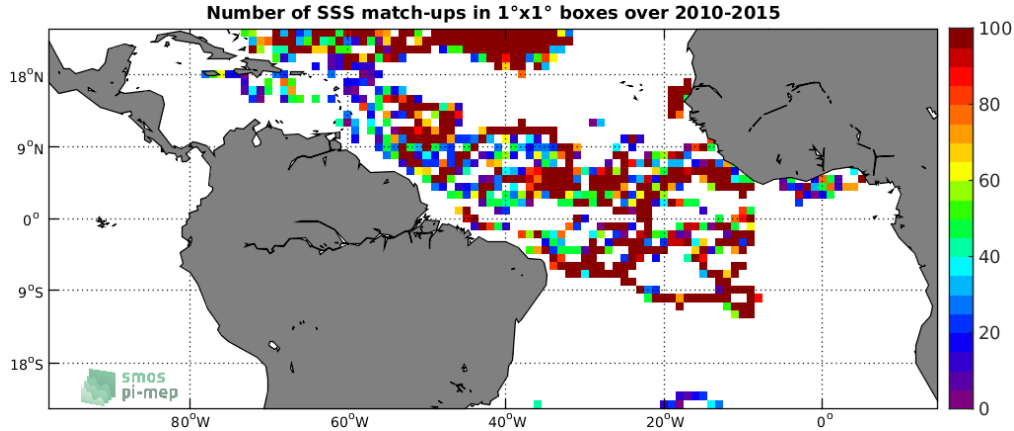 Number of SSS match-ups in 1°x1° boxes over 2010-2015
100
80
60
40
20
0
18°N
9°N
0°
9°S
18°S
smos
pi-mep
80°W
60°W
40°W
20°W
0°